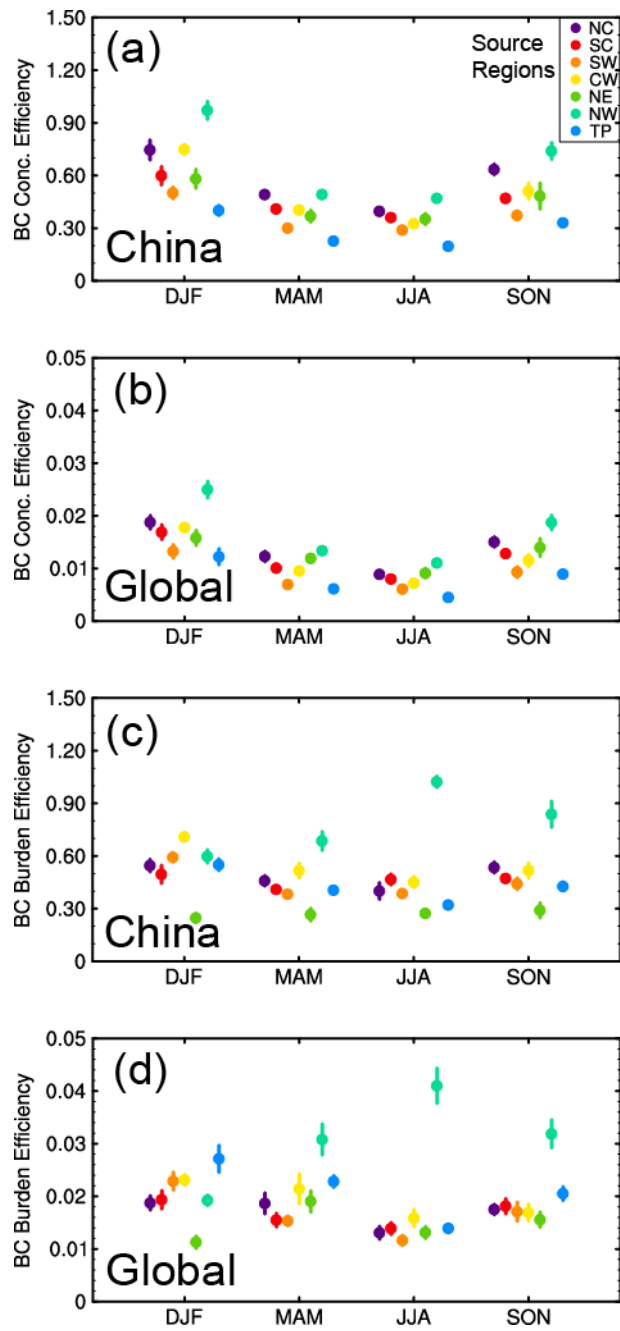 (a)
Source
Regions
NC
SC
SW
CW
NE
NW
TP
BC Conc. Efficiency
1.50
1.20
0.90
0.60
0.30
0
China
DJF MAM JJA SON
(b)
BC Conc. Efficiency
0.05
0.04
0.03
0.02
0.01
0
Global
DJF MAM JJA SON
(c)
BC Burden Efficiency
1.50
1.20
0.90
0.60
0.30
0
China
DJF MAM JJA SON
(d)
BC Burden Efficiency
0.05
0.04
0.03
0.02
0.01
0
Global
DJF MAM JJA SON